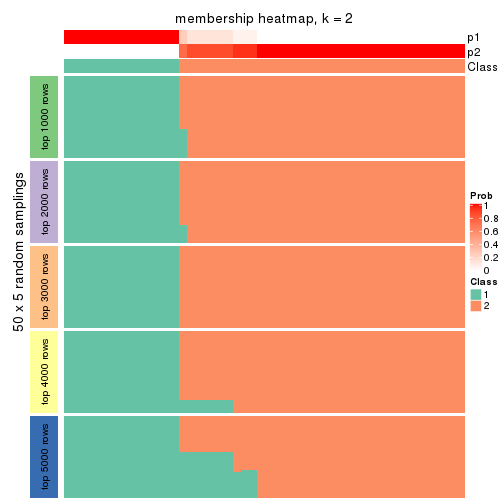 membership heatmap, k = 2
p1
p2
Class
50 x 5 random samplings
top 1000 rows
top 2000 rows
top 3000 rows
top 4000 rows
top 5000 rows
Prob
1
0.8
0.6
0.4
0.2
0
Class
1
2